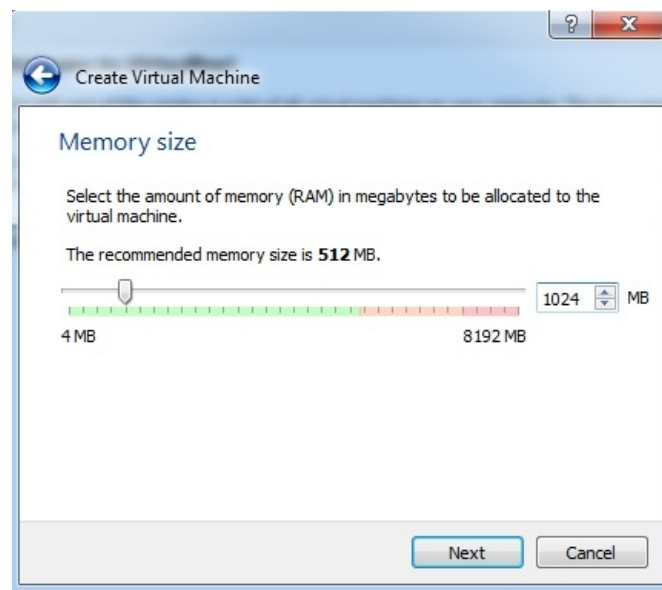 Create Virtual Machine
Memory size
Select the amount of memory (RAM) in megabytes to be allocated to the
virtual machine.
The recommended memory size is 512 MB.
1024 MB
4 MB 8192 MB
Next Cancel